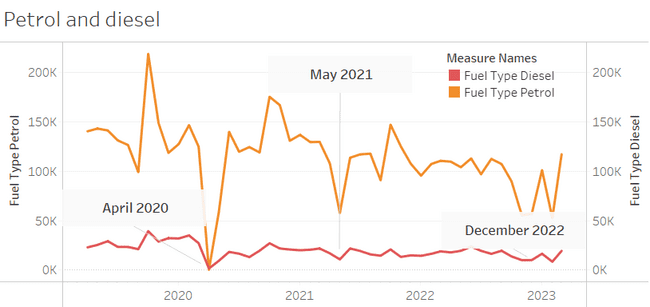 Petrol and diesel
Measure Names
Fuel Type Diesel
Fuel Type Petrol
May 2021
April 2020
December 2022
Fuel Type Petrol
200K
150K
100K
50K
0K
200K
150K
100K
50K
0K
Fuel Type Diesel
2020
2021
2022
2023